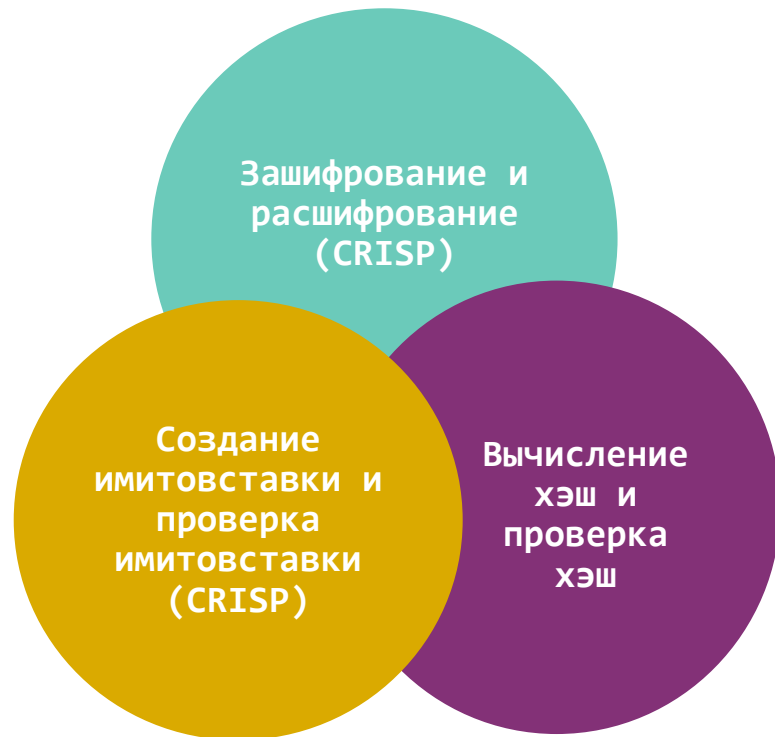 Зашифрование и
расшифрование
(CRISP)
Создание
имитовставки и
проверка
имитовставки
(CRISP)
Вычисление
хэш и
проверка
хэш